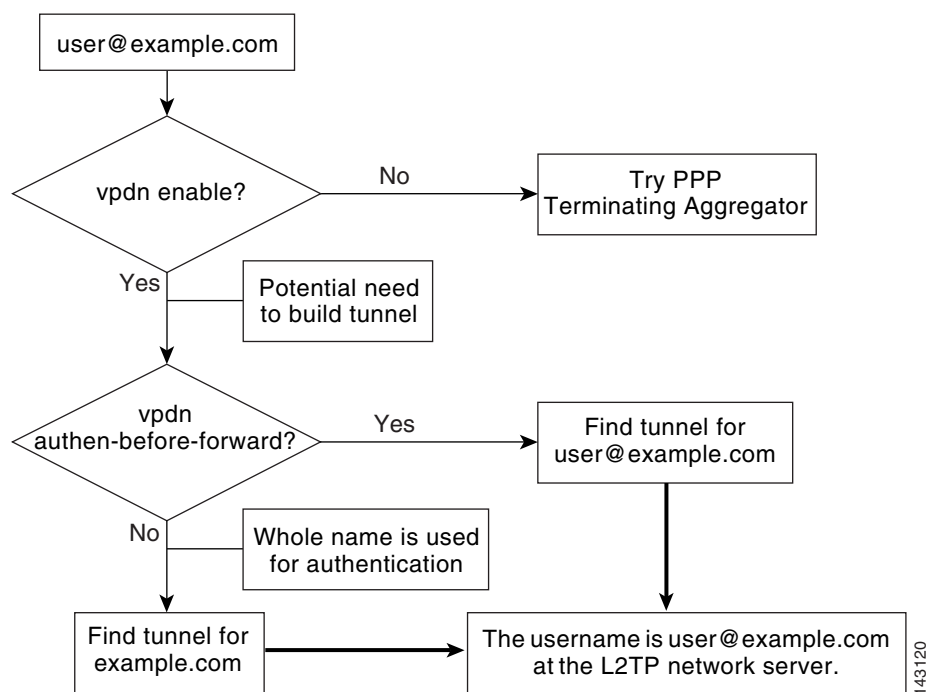 user@example.com
vpdn enable?
No
Try PPP
Terminating Aggregator
Yes
Potential need
to build tunnel
vpdn
authen-before-forward?
Yes
Find tunnel for
user@example.com
No
Whole name is used
for authentication
Find tunnel for
example.com
The username is user@example.com
at the L2TP network server.
143120